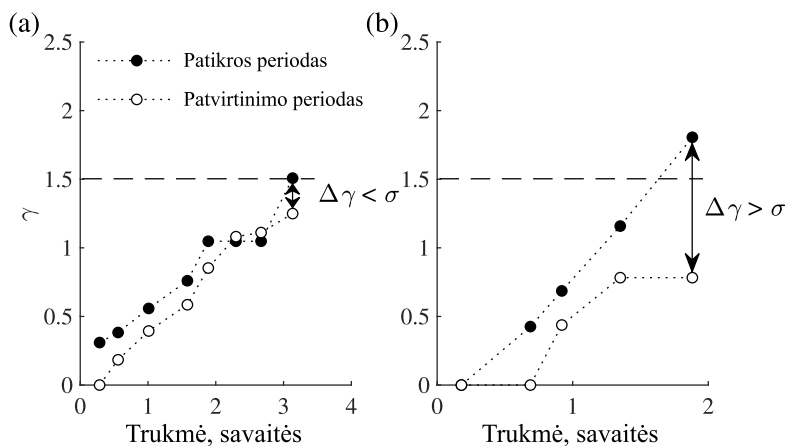 (a)
(b)
2.5
2
1.5
1
0.5
0
γ
Patikros periodas
Patvirtinimo periodas
Δγ < σ
0 1 2 3 4
Trukmė, savaitės
2.5
2
1.5
1
0.5
0
Δγ > σ
0 1 2
Trukmė, savaitės